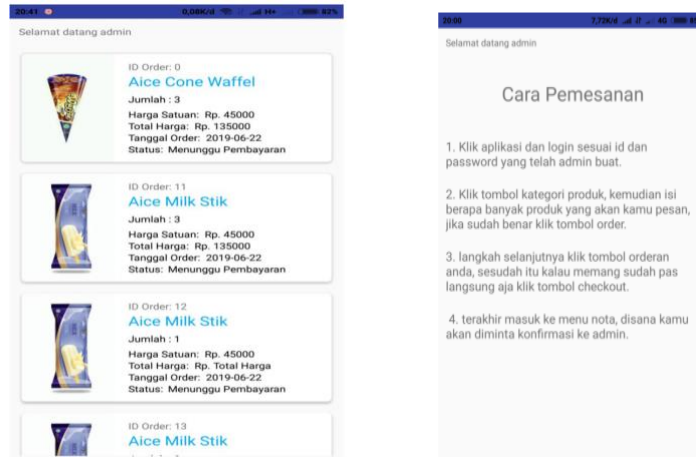 20:41
0,08K/d
H+
82%
Selamat datang admin
ID Order: 0
Aice Cone Waffel
Jumlah : 3
Harga Satuan: Rp. 45000
Total Harga: Rp. 135000
Tanggal Order: 2019-06-22
Status: Menunggu Pembayaran
ID Order: 11
Aice Milk Stik
Jumlah : 3
Harga Satuan: Rp. 45000
Total Harga: Rp. 135000
Tanggal Order: 2019-06-22
Status: Menunggu Pembayaran
ID Order: 12
Aice Milk Stik
Jumlah : 1
Harga Satuan: Rp. 45000
Total Harga: Rp. Total Harga
Tanggal Order: 2019-06-22
Status: Menunggu Pembayaran
ID Order: 13
Aice Milk Stik
20:00
7,72K/d
4G
Selamat datang admin
Cara Pemesanan
1. Klik aplikasi dan login sesuai id dan
password yang telah admin buat.
2. Klik tombol kategori produk, kemudian isi
berapa banyak produk yang akan kamu pesan,
jika sudah benar klik tombol order.
3. langkah selanjutnya klik tombol orderan
anda, sesudah itu kalau memang sudah pas
langsung aja klik tombol checkout.
4. terakhir masuk ke menu nota, disana kamu
akan diminta konfirmasi ke admin.